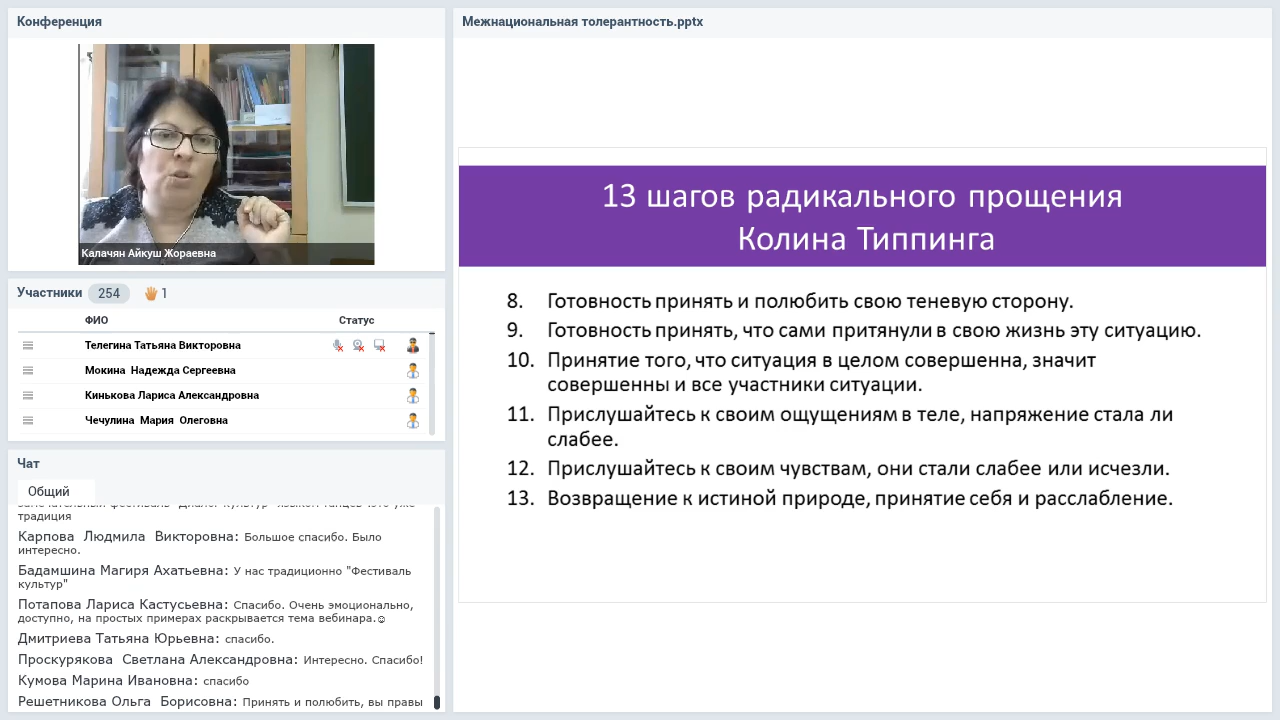 Конференция
Калачян Айкуш Жораевна
Участники 254 1
ФИО Статус
Телегина Татьяна Викторовна
Мокина Надежда Сергеевна
Кинькова Лариса Александровна
Чечулина Мария Олеговна
Чат
Общий
замечательный фестиваль "Диалог культур"
традиция
Карпова Людмила Викторовна: Большое спасибо. Было
интересно.
Бадамшина Магиря Ахатьевна: У нас традиционно "Фестиваль
культур"
Потапова Лариса Кастусьевна: Спасибо. Очень эмоционально,
доступно, на простых примерах раскрывается тема вебинара.☺
Дмитриева Татьяна Юрьевна: спасибо.
Проскурякова Светлана Александровна: Интересно. Спасибо!
Кумова Марина Ивановна: спасибо
Решетникова Ольга Борисовна: Принять и полюбить, вы правы
Межнациональная толерантность.pptx
13 шагов радикального прощения
Колина Типпинга
8. Готовность принять и полюбить свою теневую сторону.
9. Готовность принять, что сами притянули в свою жизнь эту ситуацию.
10. Принятие того, что ситуация в целом совершенна, значит
совершенны и все участники ситуации.
11. Прислушайтесь к своим ощущениям в теле, напряжение стала ли
слабее.
12. Прислушайтесь к своим чувствам, они стали слабее или исчезли.
13. Возвращение к истиной природе, принятие себя и расслабление.